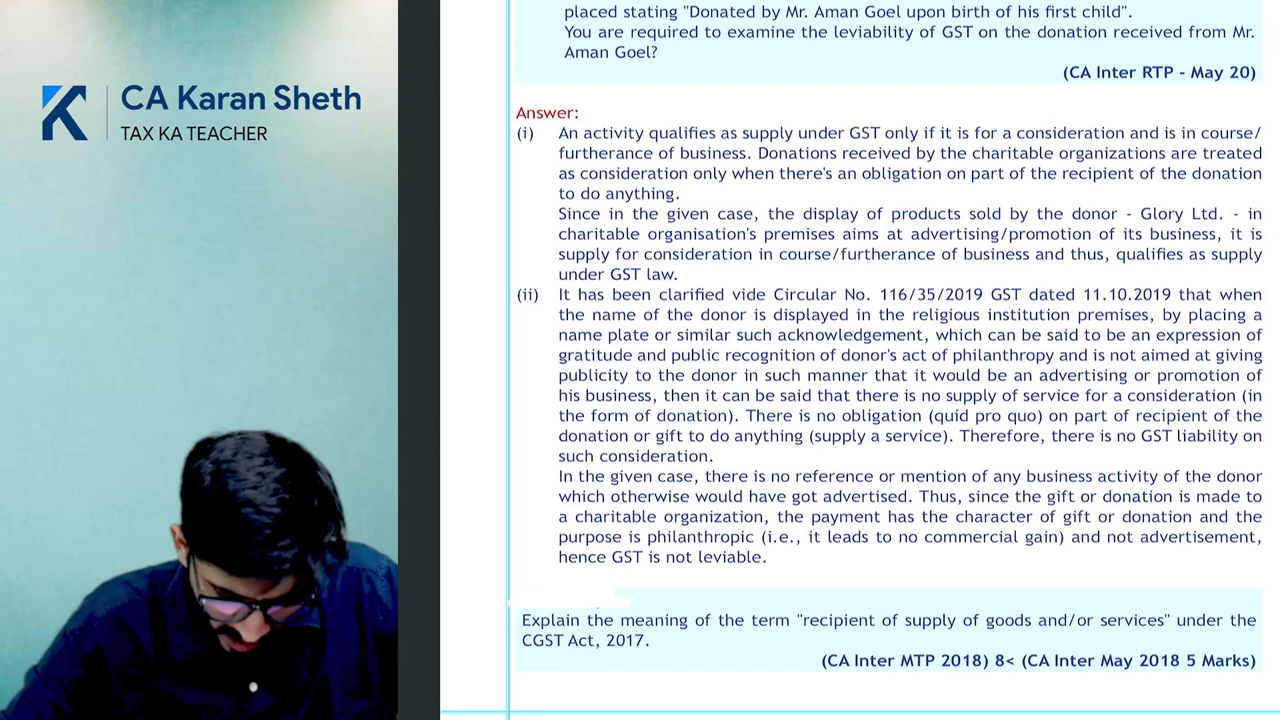 CA Karan Sheth
TAX KA TEACHER
placed stating "Donated by Mr. Aman Goel upon birth of his first child".
You are required to examine the leviability of GST on the donation received from Mr.
Aman Goel?
(CA Inter RTP - May 20)
Answer:
(i) An activity qualifies as supply under GST only if it is for a consideration and is in course/
furtherance of business. Donations received by the charitable organizations are treated
as consideration only when there's an obligation on part of the recipient of the donation
to do anything.
Since in the given case, the display of products sold by the donor - Glory Ltd. - in
charitable organisation's premises aims at advertising/promotion of its business, it is
supply for consideration in course/furtherance of business and thus, qualifies as supply
under GST law.
(ii) It has been clarified vide Circular No. 116/35/2019 GST dated 11.10.2019 that when
the name of the donor is displayed in the religious institution premises, by placing a
name plate or similar such acknowledgement, which can be said to be an expression of
gratitude and public recognition of donor's act of philanthropy and is not aimed at giving
publicity to the donor in such manner that it would be an advertising or promotion of
his business, then it can be said that there is no supply of service for a consideration (in
the form of donation). There is no obligation (quid pro quo) on part of recipient of the
donation or gift to do anything (supply a service). Therefore, there is no GST liability on
such consideration.
In the given case, there is no reference or mention of any business activity of the donor
which otherwise would have got advertised. Thus, since the gift or donation is made to
a charitable organization, the payment has the character of gift or donation and the
purpose is philanthropic (i.e., it leads to no commercial gain) and not advertisement,
hence GST is not leviable.
Explain the meaning of the term "recipient of supply of goods and/or services" under the
CGST Act, 2017.
(CA Inter MTP 2018) 8< (CA Inter May 2018 5 Marks)